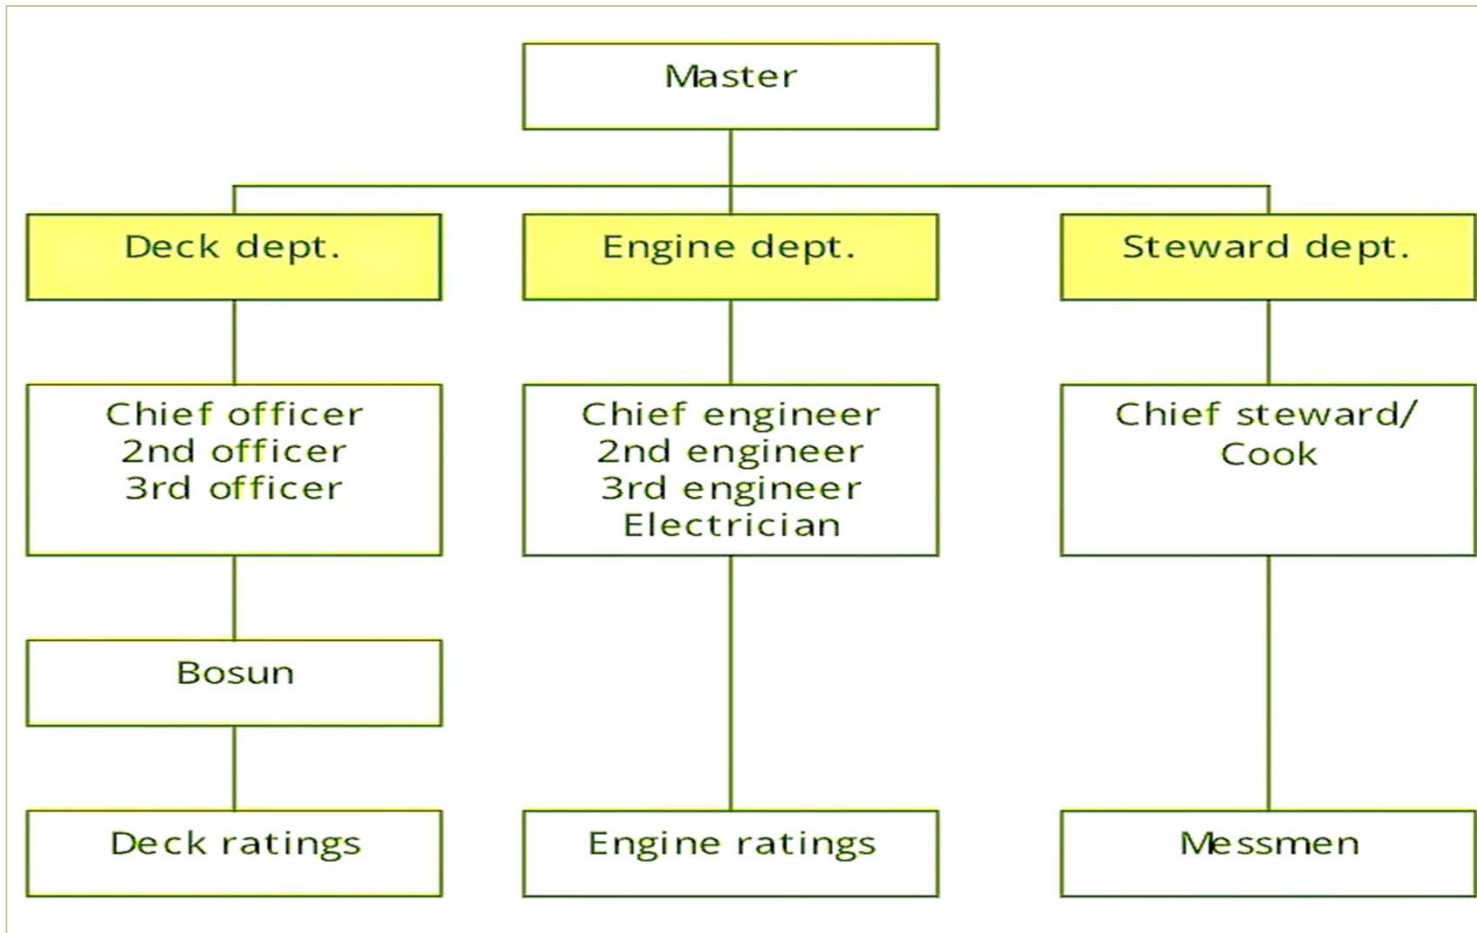 Master
Deck dept.
Engine dept.
Steward dept.
Chief officer
2nd officer
3rd officer
Chief engineer
2nd engineer
3rd engineer
Electrician
Chief steward/
Cook
Bosun
Deck ratings
Engine ratings
Messmen